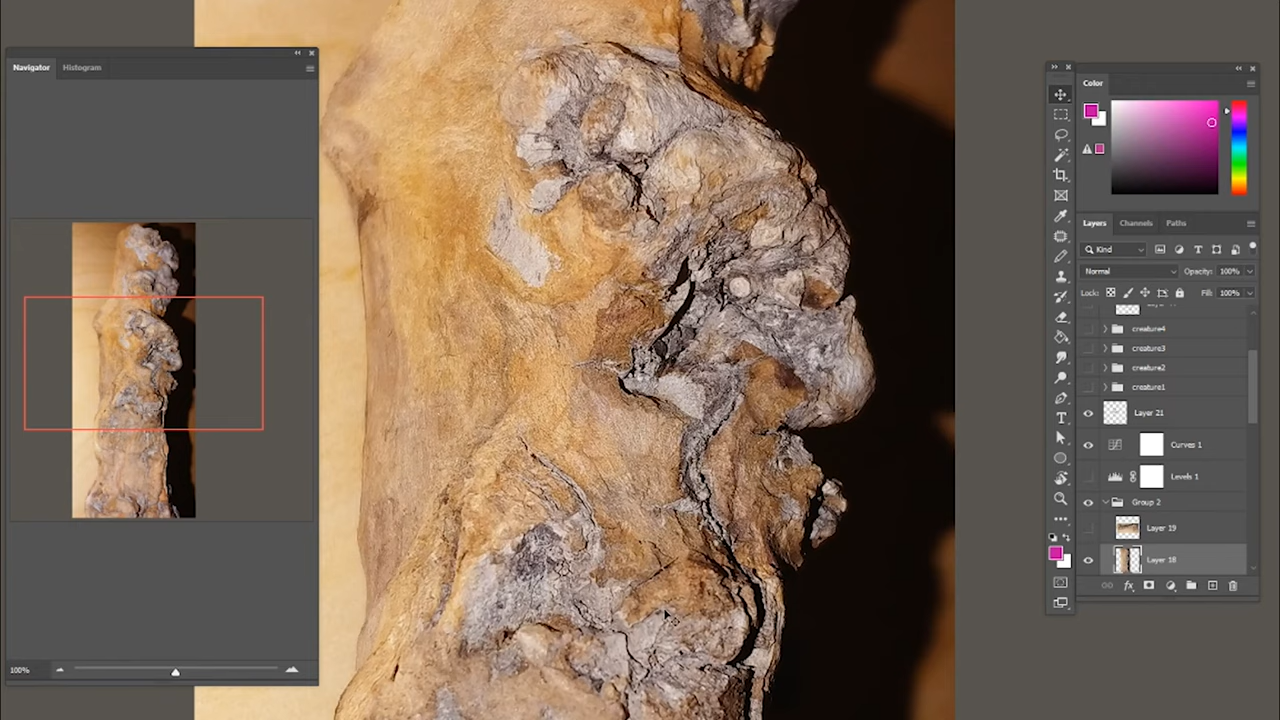 Navigator Histogram
100%
Color
Layers Channels Paths
Kind
Normal Opacity: 100%
Lock: Fill: 100%
creature4
creature3
creature2
creature1
Layer 21
Curves 1
Levels 1
Group 2
Layer 19
Layer 18